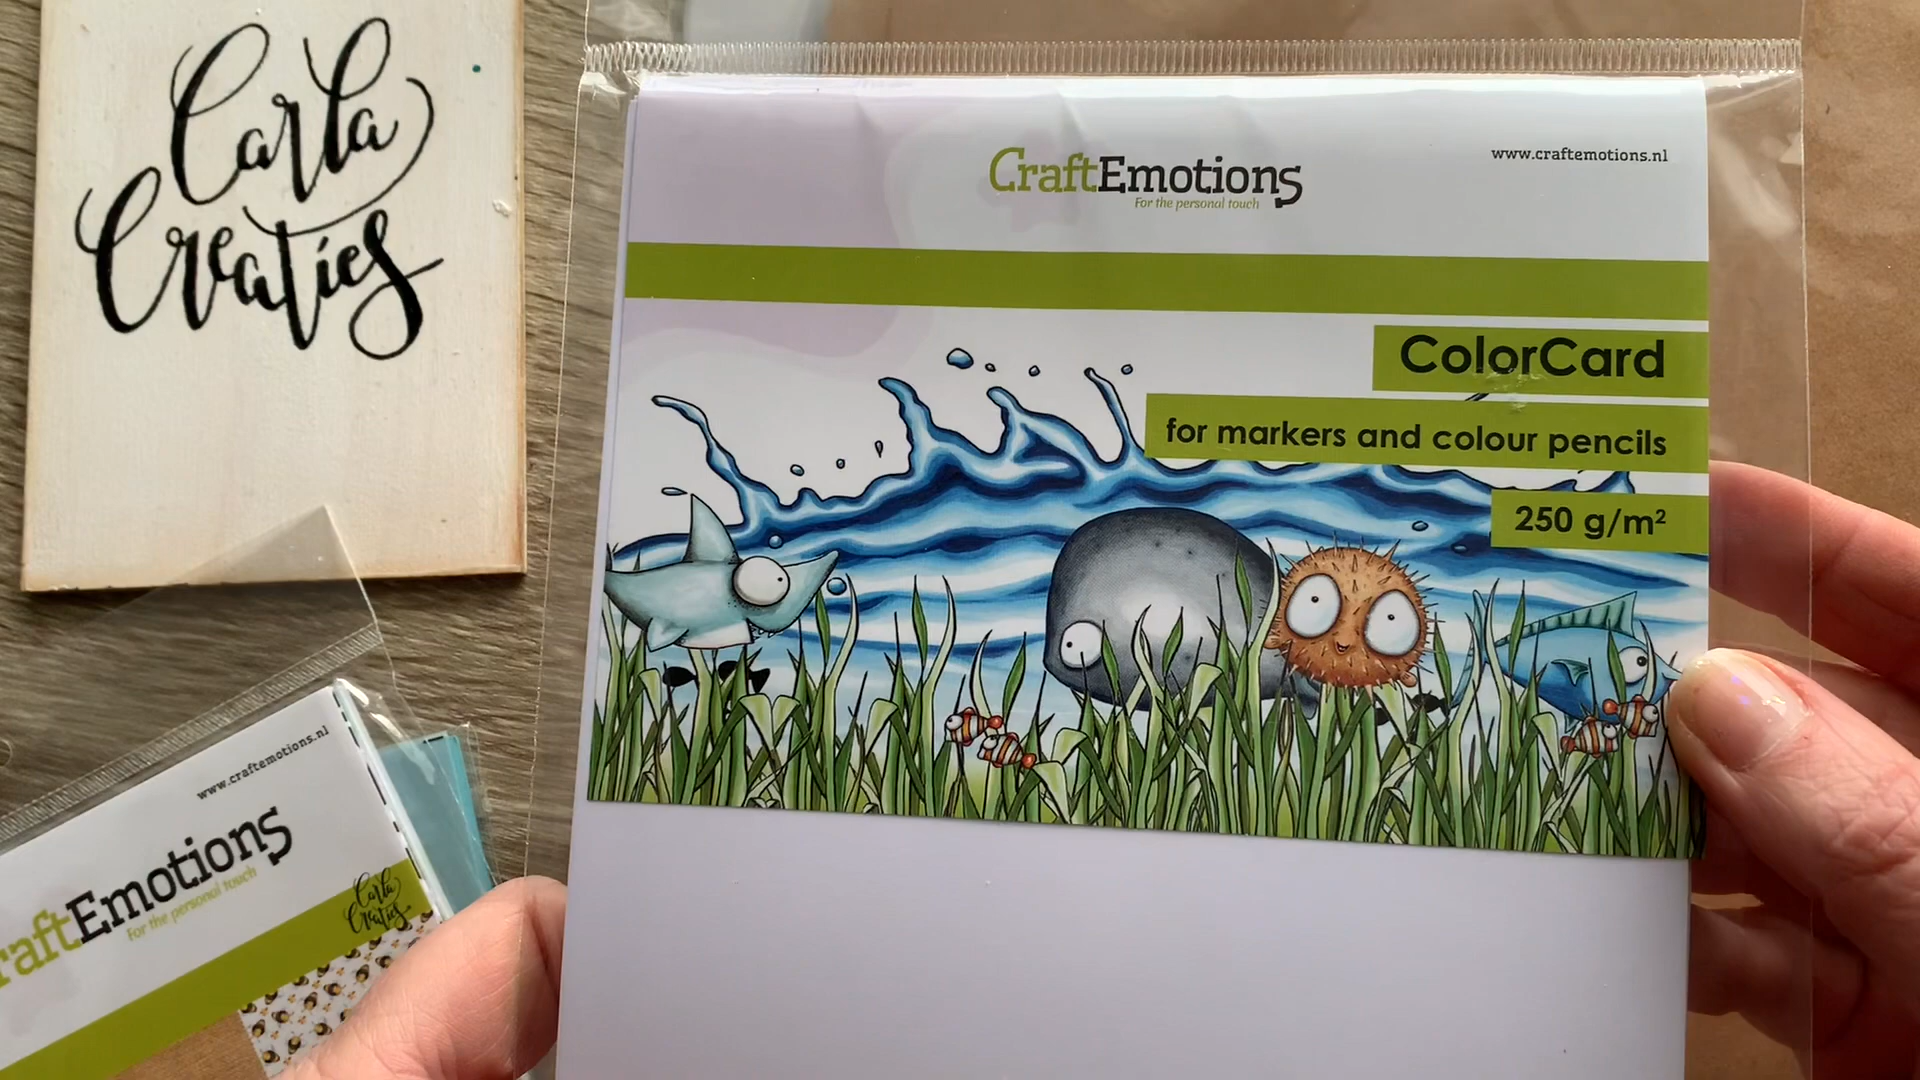 Carla
Creaties
CraftEmotions
For the personal touch
www.craftemotions.nl
ColorCard
for markers and colour pencils
250 g/m²
www.craftemotions.nl
raftEmotions
For the personal touch
Carla
Creaties